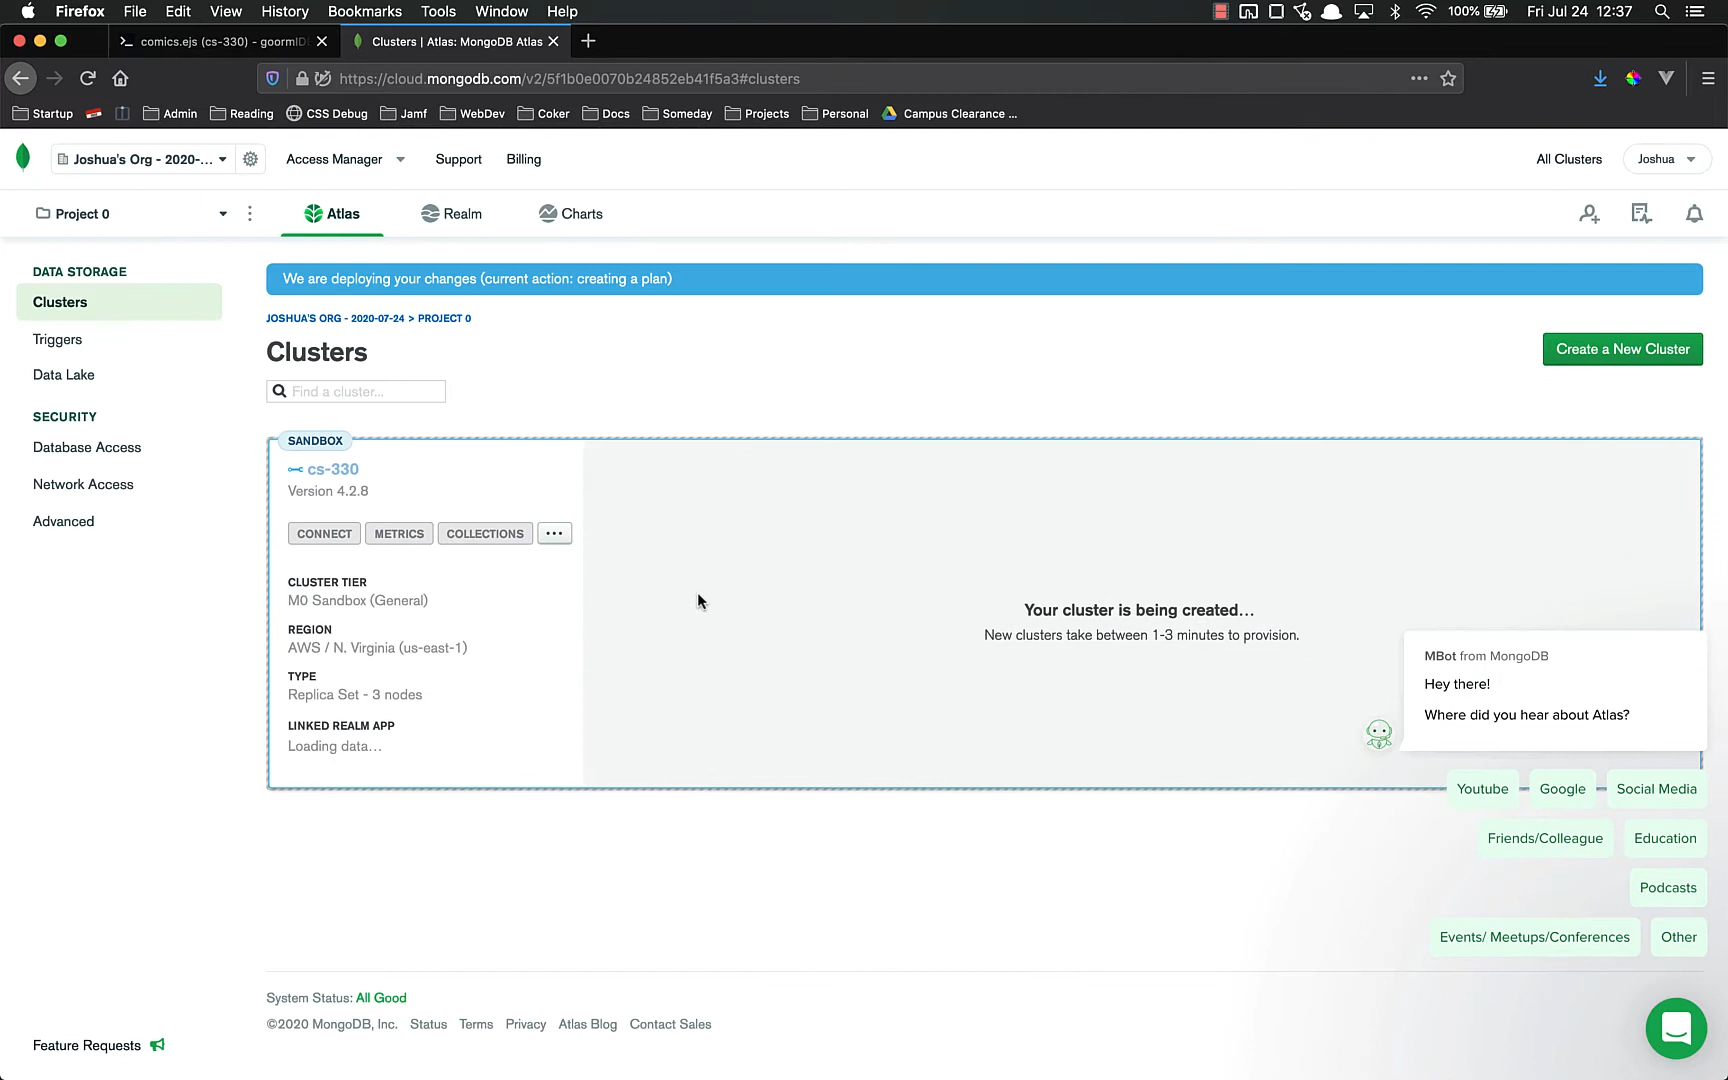 Firefox File Edit View History Bookmarks Tools Window Help 100% Fri Jul 24 12:37
comics.ejs (cs-330) - goormID Clusters | Atlas: MongoDB Atlas
https://cloud.mongodb.com/v2/5f1b0e0070b24852eb41f5a3#clusters
Startup Admin Reading CSS Debug Jamf WebDev Coker Docs Someday Projects Personal Campus Clearance ...
Joshua's Org - 2020-... Access Manager Support Billing All Clusters Joshua
Project 0 Atlas Realm Charts
DATA STORAGE
Clusters
Triggers
Data Lake
SECURITY
Database Access
Network Access
Advanced
Feature Requests
We are deploying your changes (current action: creating a plan)
JOSHUA'S ORG - 2020-07-24 > PROJECT 0
Clusters
Create a New Cluster
Find a cluster...
SANDBOX
cs-330
Version 4.2.8
CONNECT METRICS COLLECTIONS ...
CLUSTER TIER
M0 Sandbox (General)
REGION
AWS / N. Virginia (us-east-1)
TYPE
Replica Set - 3 nodes
LINKED REALM APP
Loading data...
Your cluster is being created...
New clusters take between 1-3 minutes to provision.
MBot from MongoDB
Hey there!
Where did you hear about Atlas?
Youtube Google Social Media
Friends/Colleague Education
Podcasts
Events/ Meetups/Conferences Other
System Status: All Good
©2020 MongoDB, Inc. Status Terms Privacy Atlas Blog Contact Sales